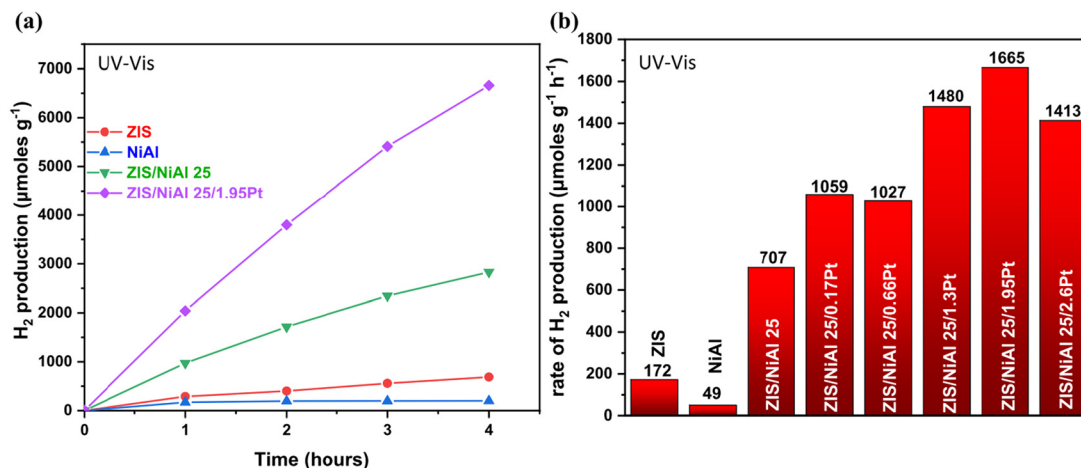 (a)
UV-Vis
H₂ production (μmoles g⁻¹)
7000
6000
5000
4000
3000
2000
1000
0
ZIS
NiAl
ZIS/NiAl 25
ZIS/NiAl 25/1.95Pt
0 1 2 3 4
Time (hours)
(b)
UV-Vis
rate of H₂ production (μmoles g⁻¹ h⁻¹)
1800
1600
1400
1200
1000
800
600
400
200
0
ZIS
172
NiAl
49
707
ZIS/NiAl 25
1059
ZIS/NiAl 25/0.17Pt
1027
ZIS/NiAl 25/0.66Pt
1480
ZIS/NiAl 25/1.3Pt
1665
ZIS/NiAl 25/1.95Pt
1413
ZIS/NiAl 25/2.6Pt